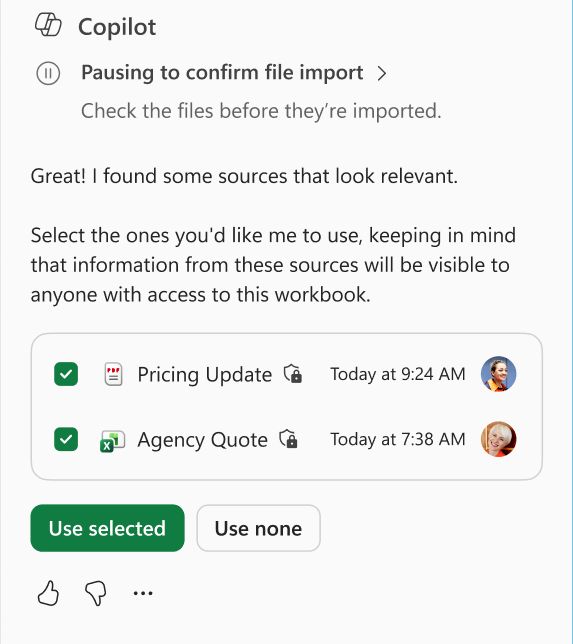 Copilot
Pausing to confirm file import
Check the files before they’re imported.
Great! I found some sources that look relevant.
Select the ones you'd like me to use, keeping in mind
that information from these sources will be visible to
anyone with access to this workbook.
PDF Pricing Update Today at 9:24 AM
X Agency Quote Today at 7:38 AM
Use selected Use none